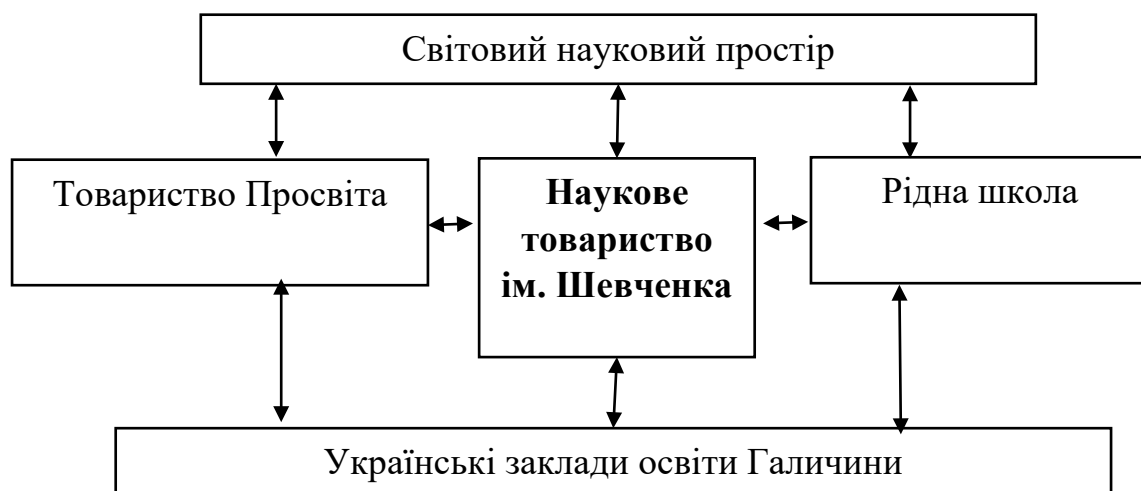 Світовий науковий простір
Товариство Просвіта
Наукове
товариство
ім. Шевченка
Рідна школа
Українські заклади освіти Галичини